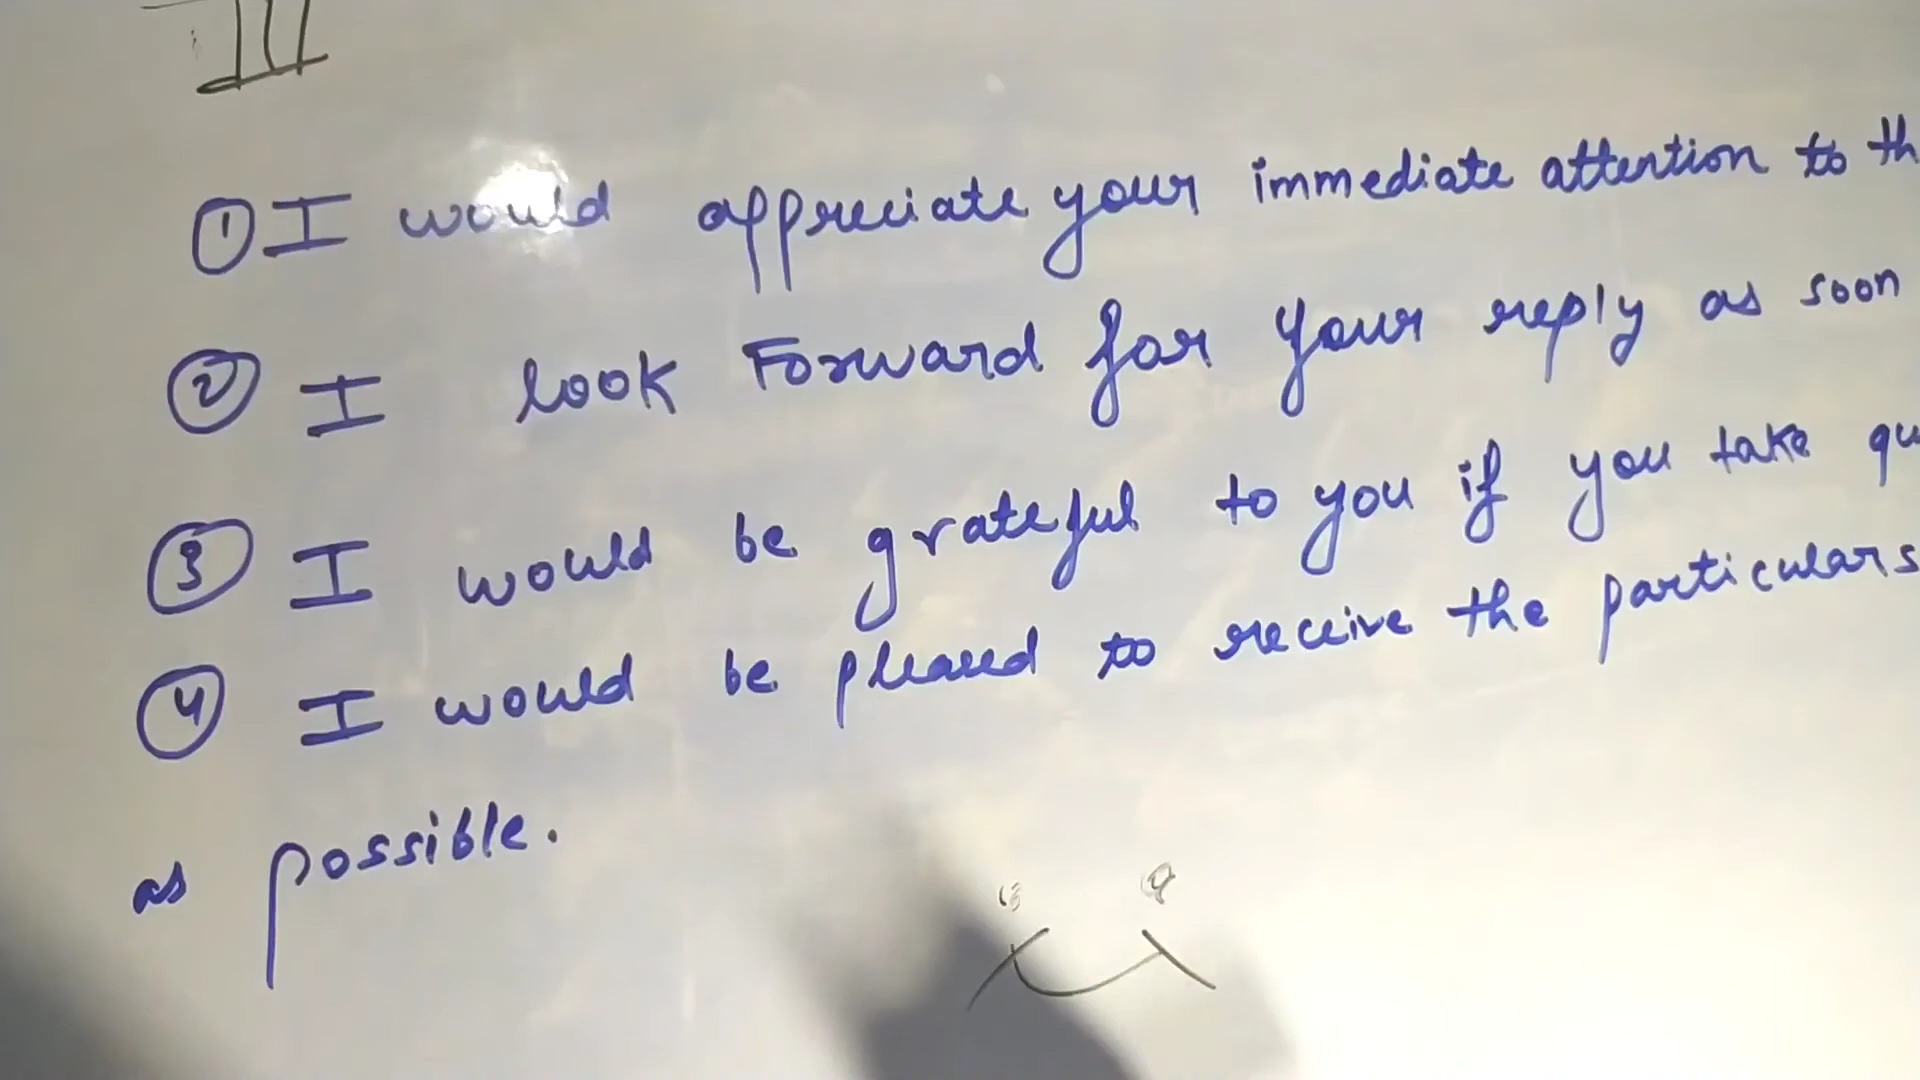 III
① I would appreciate your immediate attention to th
② I look Forward for your reply as soon
③ I would be grateful to you if you take qu
④ I would be pleased to receive the particulars
as possible.